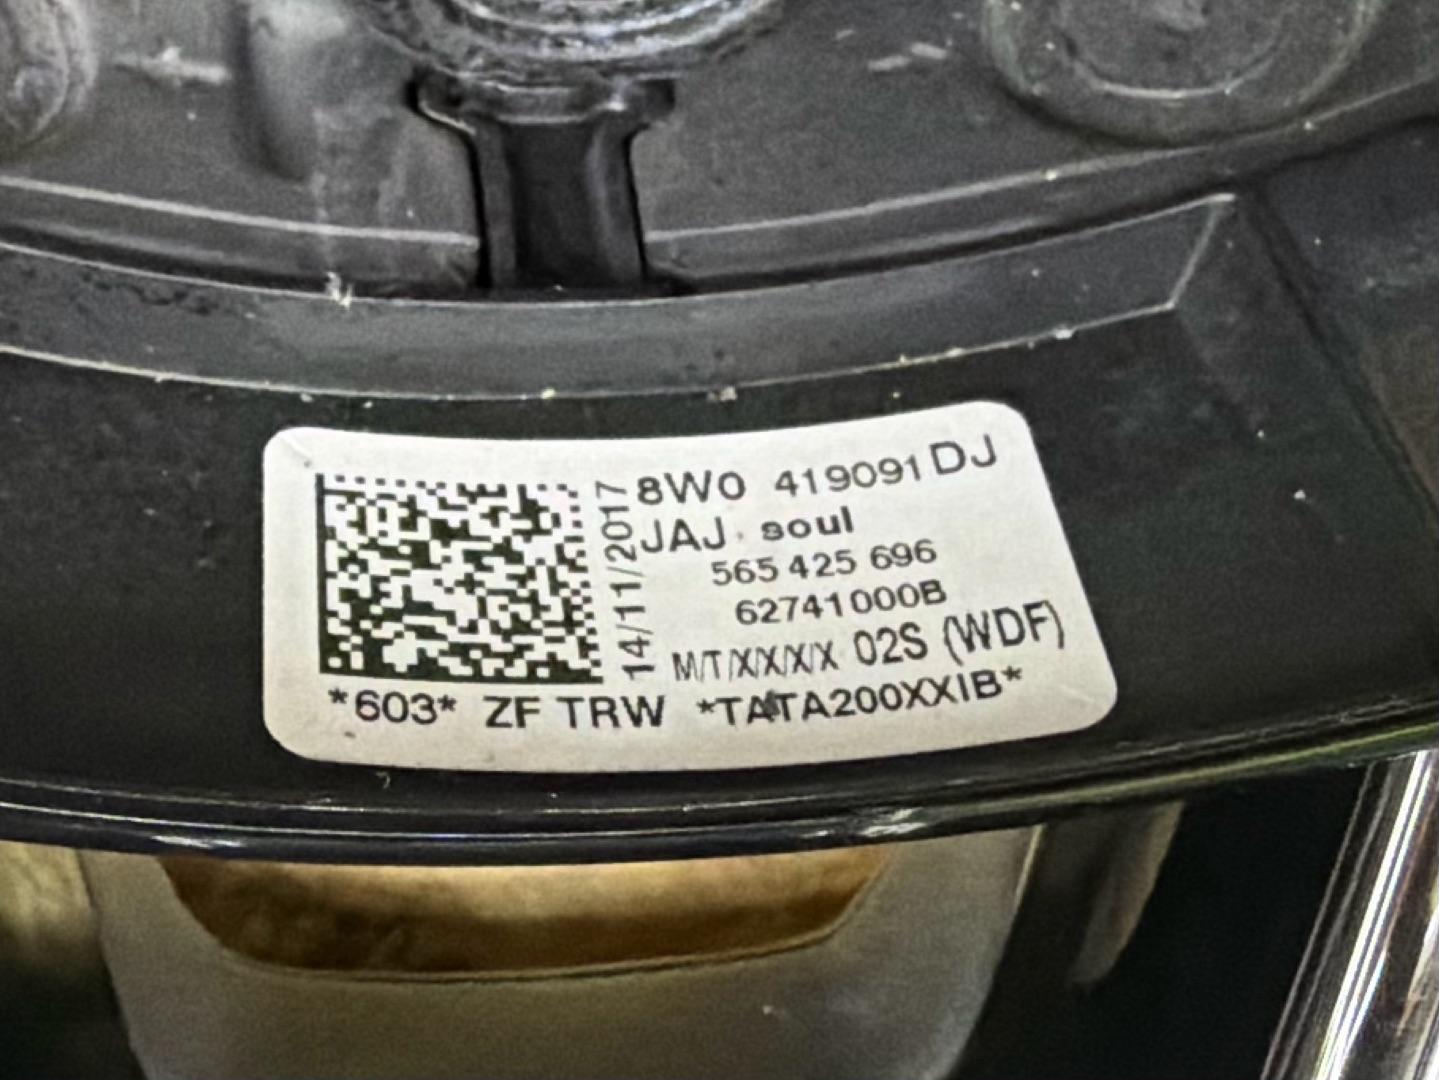 8W0 419091 DJ
JAJ soul
565 425 696
62741000B
M/T/X/X/X/X 02S (WDF)
14/11/2017
*603* ZF TRW *TATA200XXIB*